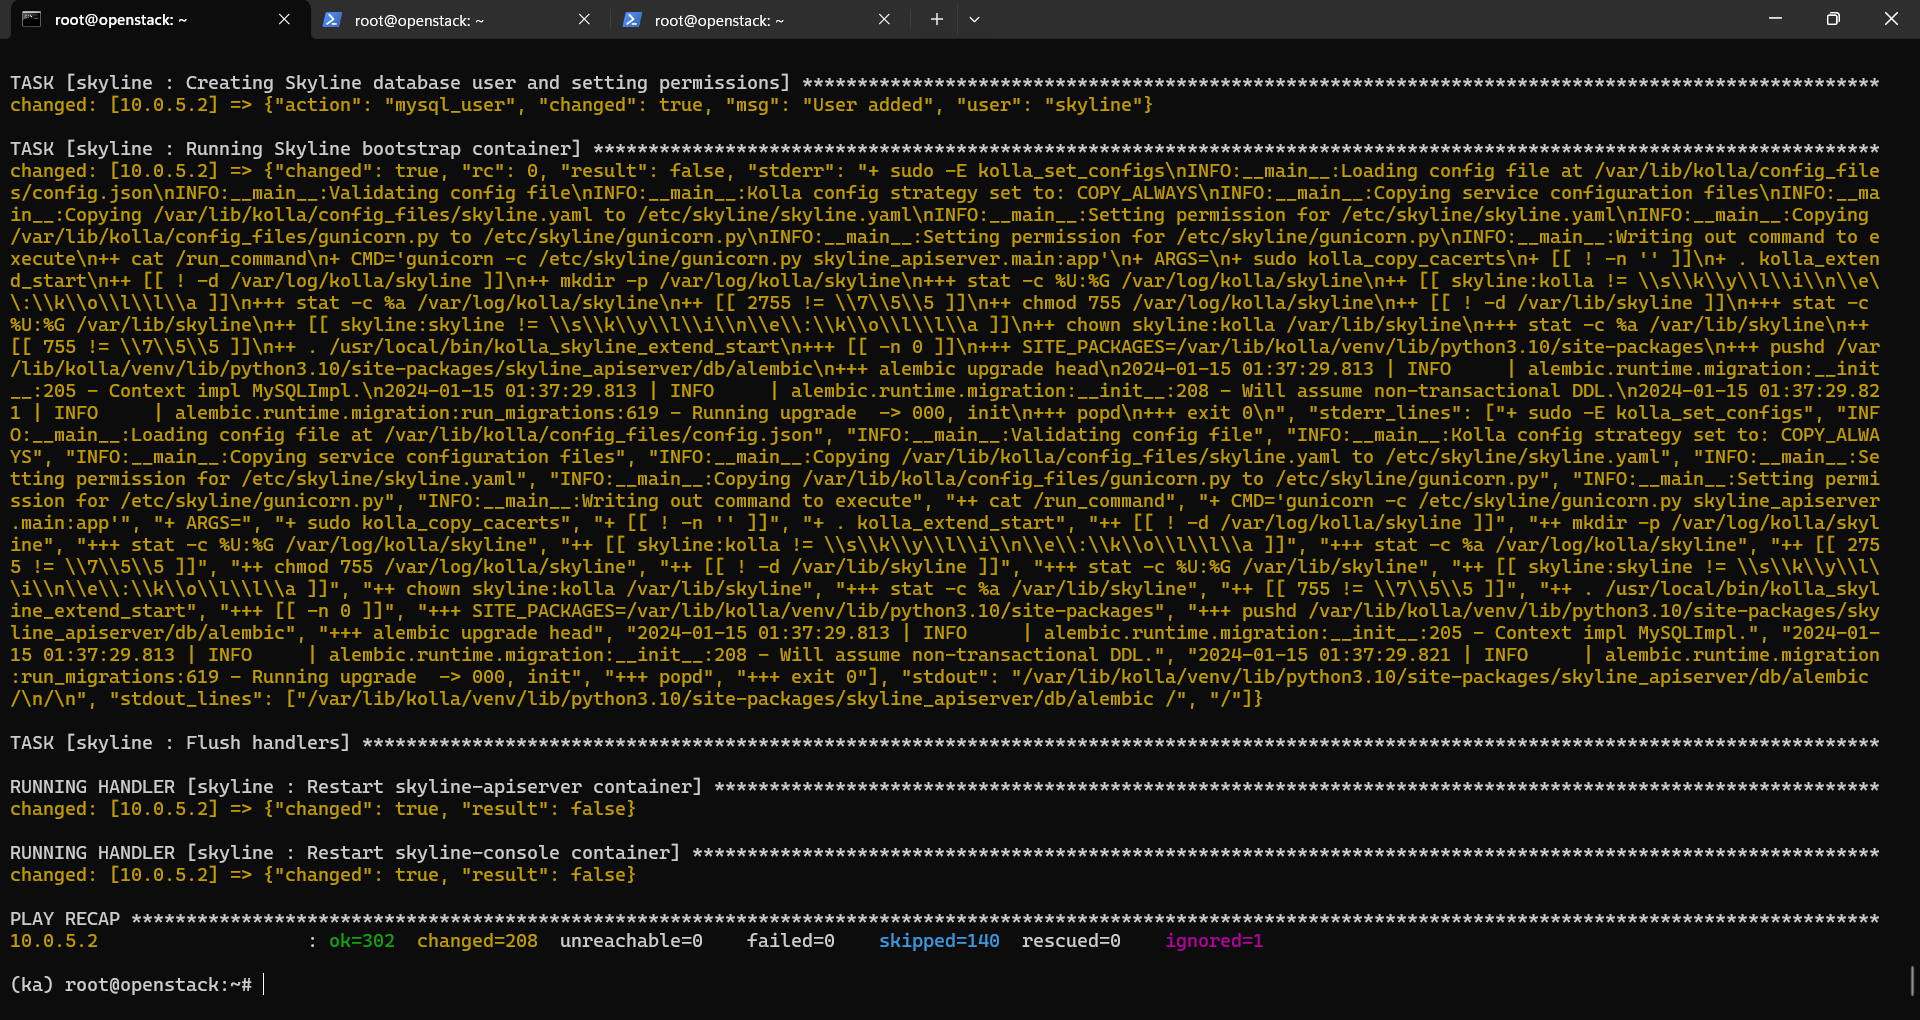 root@openstack: ~
root@openstack: ~
root@openstack: ~
TASK [skyline : Creating Skyline database user and setting permissions] **************************************************************************************************
changed: [10.0.5.2] => {"action": "mysql_user", "changed": true, "msg": "User added", "user": "skyline"}
TASK [skyline : Running Skyline bootstrap container] *********************************************************************************************************************
changed: [10.0.5.2] => {"changed": true, "rc": 0, "result": false, "stderr": "+ sudo -E kolla_set_configs\nINFO:__main__:Loading config file at /var/lib/kolla/config_file
s/config.json\nINFO:__main__:Validating config file\nINFO:__main__:Kolla config strategy set to: COPY_ALWAYS\nINFO:__main__:Copying service configuration files\nINFO:__ma
in__:Copying /var/lib/kolla/config_files/skyline.yaml to /etc/skyline/skyline.yaml\nINFO:__main__:Setting permission for /etc/skyline/skyline.yaml\nINFO:__main__:Copying
/var/lib/kolla/config_files/gunicorn.py to /etc/skyline/gunicorn.py\nINFO:__main__:Setting permission for /etc/skyline/gunicorn.py\nINFO:__main__:Writing out command to e
xecute\n++ cat /run_command\n+ CMD='gunicorn -c /etc/skyline/gunicorn.py skyline_apiserver.main:app'\n+ ARGS=\n+ sudo kolla_copy_cacerts\n+ [[ ! -n '' ]]\n+ . kolla_exten
d_start\n++ [[ ! -d /var/log/kolla/skyline ]]\n++ mkdir -p /var/log/kolla/skyline\n+++ stat -c %U:%G /var/log/kolla/skyline\n++ [[ skyline:kolla != \\s\\k\\y\\l\\i\\n\\e\
\:\\k\\o\\l\\l\\a ]]\n+++ stat -c %a /var/log/kolla/skyline\n++ [[ 2755 != \\7\\5\\5 ]]\n++ chmod 755 /var/log/kolla/skyline\n++ [[ ! -d /var/lib/skyline ]]\n+++ stat -c
%U:%G /var/lib/skyline\n++ [[ skyline:skyline != \\s\\k\\y\\l\\i\\n\\e\\:\\k\\o\\l\\l\\a ]]\n++ chown skyline:kolla /var/lib/skyline\n+++ stat -c %a /var/lib/skyline\n++
[[ 755 != \\7\\5\\5 ]]\n++ . /usr/local/bin/kolla_skyline_extend_start\n+++ [[ -n 0 ]]\n+++ SITE_PACKAGES=/var/lib/kolla/venv/lib/python3.10/site-packages\n+++ pushd /var
/lib/kolla/venv/lib/python3.10/site-packages/skyline_apiserver/db/alembic\n+++ alembic upgrade head\n2024-01-15 01:37:29.813 | INFO     | alembic.runtime.migration:__init
__:205 - Context impl MySQLImpl.\n2024-01-15 01:37:29.813 | INFO     | alembic.runtime.migration:__init__:208 - Will assume non-transactional DDL.\n2024-01-15 01:37:29.82
1 | INFO     | alembic.runtime.migration:run_migrations:619 - Running upgrade  -> 000, init\n+++ popd\n+++ exit 0\n", "stderr_lines": ["+ sudo -E kolla_set_configs", "INF
O:__main__:Loading config file at /var/lib/kolla/config_files/config.json", "INFO:__main__:Validating config file", "INFO:__main__:Kolla config strategy set to: COPY_ALWA
YS", "INFO:__main__:Copying service configuration files", "INFO:__main__:Copying /var/lib/kolla/config_files/skyline.yaml to /etc/skyline/skyline.yaml", "INFO:__main__:Se
tting permission for /etc/skyline/skyline.yaml", "INFO:__main__:Copying /var/lib/kolla/config_files/gunicorn.py to /etc/skyline/gunicorn.py", "INFO:__main__:Setting permi
ssion for /etc/skyline/gunicorn.py", "INFO:__main__:Writing out command to execute", "++ cat /run_command", "+ CMD='gunicorn -c /etc/skyline/gunicorn.py skyline_apiserver
.main:app'", "+ ARGS=", "+ sudo kolla_copy_cacerts", "+ [[ ! -n '' ]]", "+ . kolla_extend_start", "++ [[ ! -d /var/log/kolla/skyline ]]", "++ mkdir -p /var/log/kolla/skyl
ine", "+++ stat -c %U:%G /var/log/kolla/skyline", "++ [[ skyline:kolla != \\s\\k\\y\\l\\i\\n\\e\\:\\k\\o\\l\\l\\a ]]", "+++ stat -c %a /var/log/kolla/skyline", "++ [[ 275
5 != \\7\\5\\5 ]]", "++ chmod 755 /var/log/kolla/skyline", "++ [[ ! -d /var/lib/skyline ]]", "+++ stat -c %U:%G /var/lib/skyline", "++ [[ skyline:skyline != \\s\\k\\y\\l\
\i\\n\\e\\:\\k\\o\\l\\l\\a ]]", "++ chown skyline:kolla /var/lib/skyline", "+++ stat -c %a /var/lib/skyline", "++ [[ 755 != \\7\\5\\5 ]]", "++ . /usr/local/bin/kolla_skyl
ine_extend_start", "+++ [[ -n 0 ]]", "+++ SITE_PACKAGES=/var/lib/kolla/venv/lib/python3.10/site-packages", "+++ pushd /var/lib/kolla/venv/lib/python3.10/site-packages/sky
line_apiserver/db/alembic", "+++ alembic upgrade head", "2024-01-15 01:37:29.813 | INFO     | alembic.runtime.migration:__init__:205 - Context impl MySQLImpl.", "2024-01-
15 01:37:29.813 | INFO     | alembic.runtime.migration:__init__:208 - Will assume non-transactional DDL.", "2024-01-15 01:37:29.821 | INFO     | alembic.runtime.migration
:run_migrations:619 - Running upgrade  -> 000, init", "+++ popd", "+++ exit 0"], "stdout": "/var/lib/kolla/venv/lib/python3.10/site-packages/skyline_apiserver/db/alembic
/\n/\n", "stdout_lines": ["/var/lib/kolla/venv/lib/python3.10/site-packages/skyline_apiserver/db/alembic /", "/"]}
TASK [skyline : Flush handlers] ******************************************************************************************************************************************
RUNNING HANDLER [skyline : Restart skyline-apiserver container] **********************************************************************************************************
changed: [10.0.5.2] => {"changed": true, "result": false}
RUNNING HANDLER [skyline : Restart skyline-console container] ************************************************************************************************************
changed: [10.0.5.2] => {"changed": true, "result": false}
PLAY RECAP ***************************************************************************************************************************************************************
10.0.5.2                   : ok=302  changed=208  unreachable=0    failed=0    skipped=140  rescued=0    ignored=1
(ka) root@openstack:~#